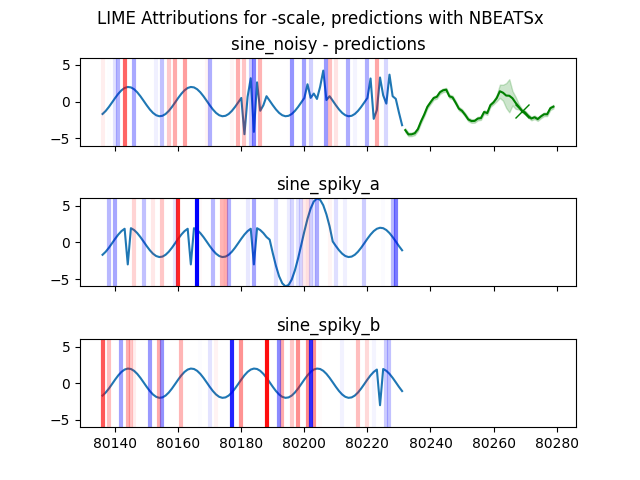 LIME Attributions for -scale, predictions with NBEATSx
sine_noisy - predictions
5
0
−5
sine_spiky_a
5
0
−5
sine_spiky_b
5
0
−5
80140 80160 80180 80200 80220 80240 80260 80280